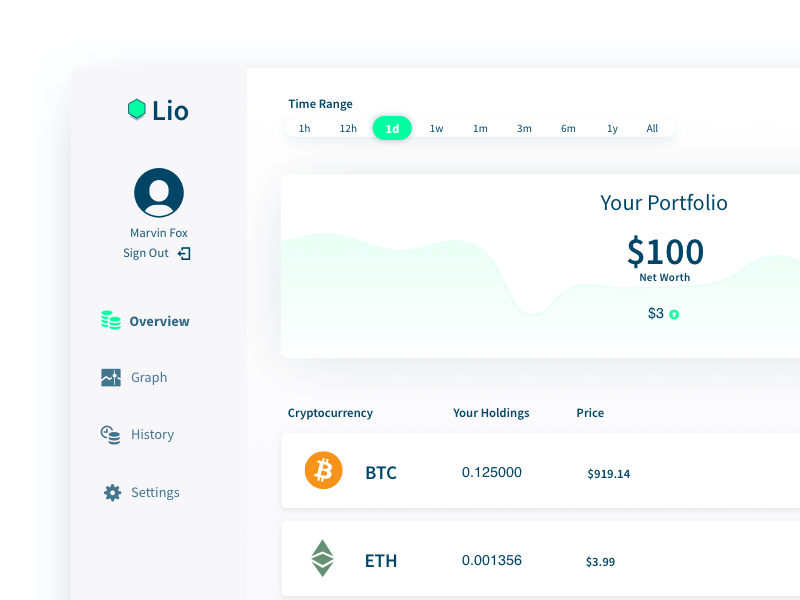 Lio
Marvin Fox
Sign Out
Overview
Graph
History
Settings
Time Range
1h 12h 1d 1w 1m 3m 6m 1y All
Your Portfolio
$100
Net Worth
$3
Cryptocurrency Your Holdings Price
BTC 0.125000 $919.14
ETH 0.001356 $3.99